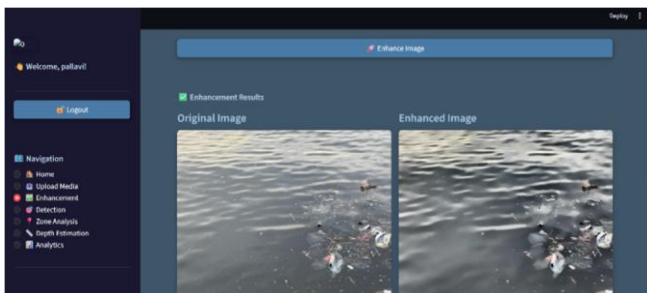 Deploy
Welcome, pallavi!
Logout
Navigation
Home
Upload Media
Enhancement
Detection
Zone Analysis
Depth Estimation
Analytics
Enhance Image
Enhancement Results
Original Image
Enhanced Image